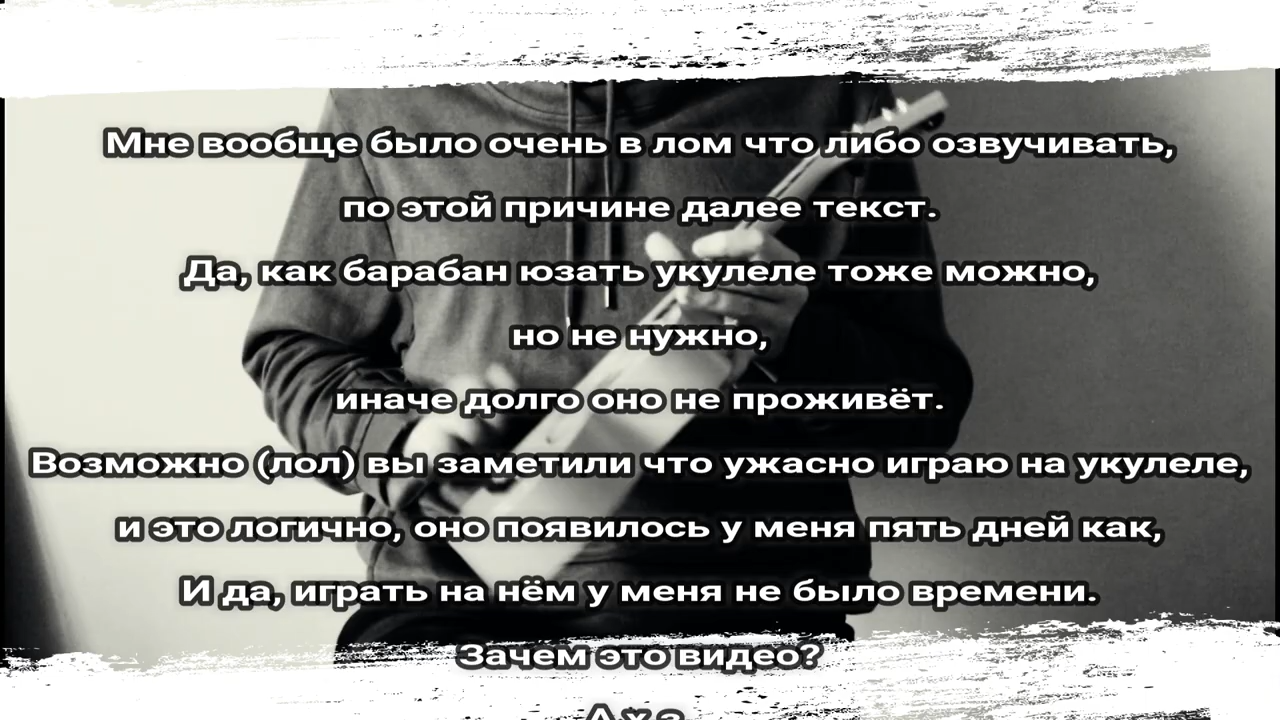 Мне вообще было очень в лом что либо озвучивать,
по этой причине далее текст.
Да, как барабан юзать укулеле тоже можно,
но не нужно,
иначе долго оно не проживёт.
Возможно (лол) вы заметили что ужасно играю на укулеле,
и это логично, оно появилось у меня пять дней как,
И да, играть на нём у меня не было времени.
Зачем это видео?